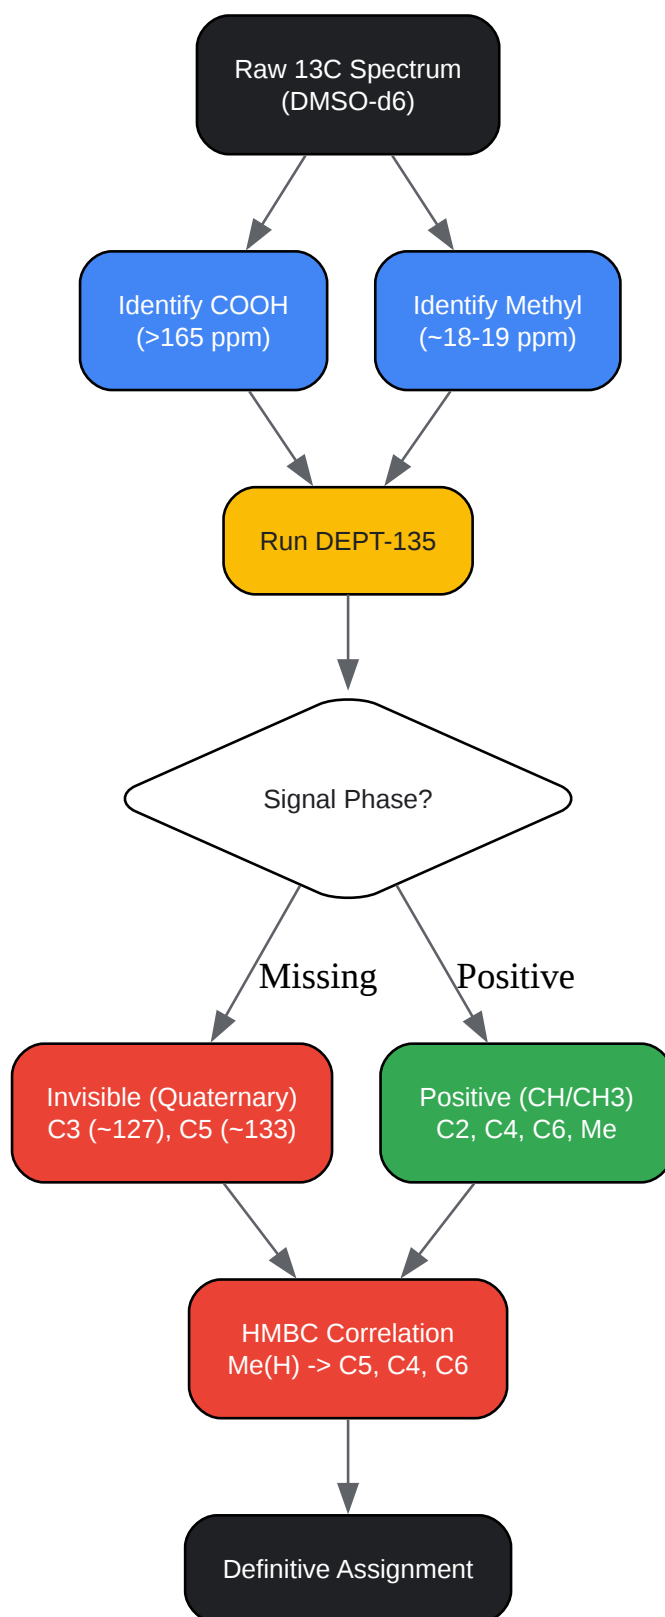 Raw 13C Spectrum
(DMSO-d6)
Identify COOH
(>165 ppm)
Identify Methyl
(~18-19 ppm)
Run DEPT-135
Signal Phase?
Missing
Positive
Invisible (Quaternary)
C3 (~127), C5 (~133)
Positive (CH/CH3)
C2, C4, C6, Me
HMBC Correlation
Me(H) -> C5, C4, C6
Definitive Assignment